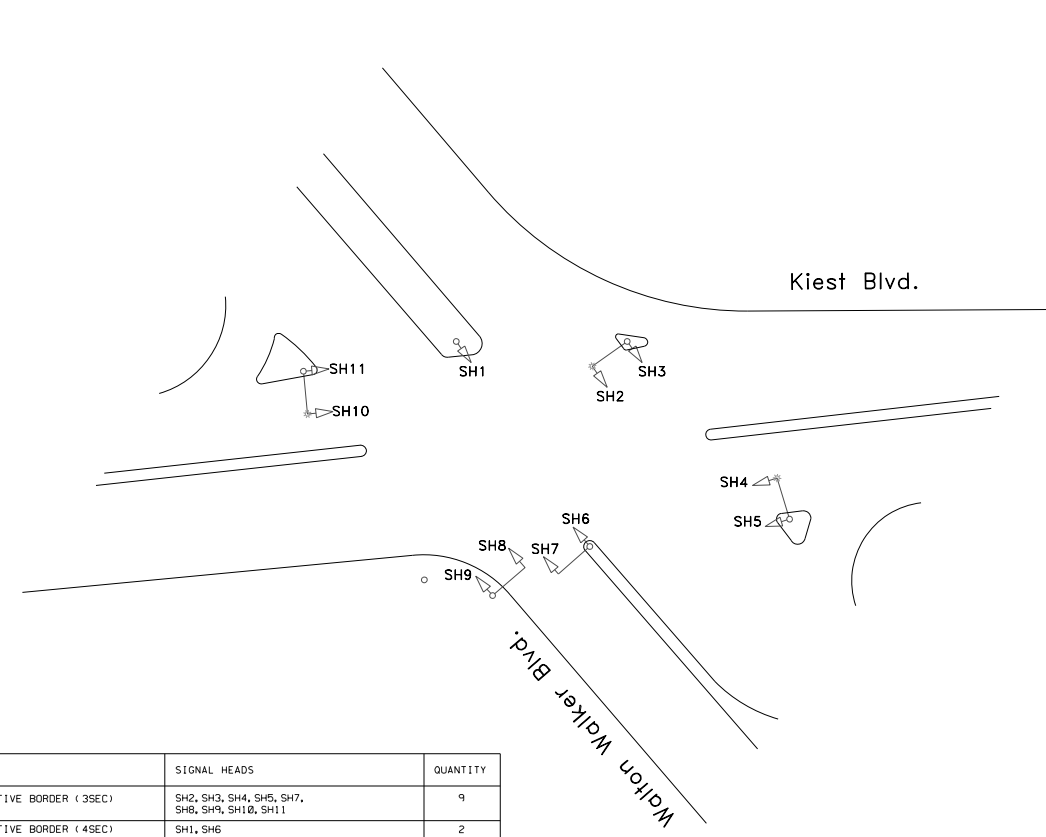 Kiest Blvd.
SH11
SH1
SH3
SH2
SH10
SH4
SH6
SH5
SH8
SH7
SH9
Walton Walker Blvd.
SIGNAL HEADS
QUANTITY
TIVE BORDER (3SEC)
SH2, SH3, SH4, SH5, SH7,
SH8, SH9, SH10, SH11
9
TIVE BORDER (4SEC)
SH1, SH6
2